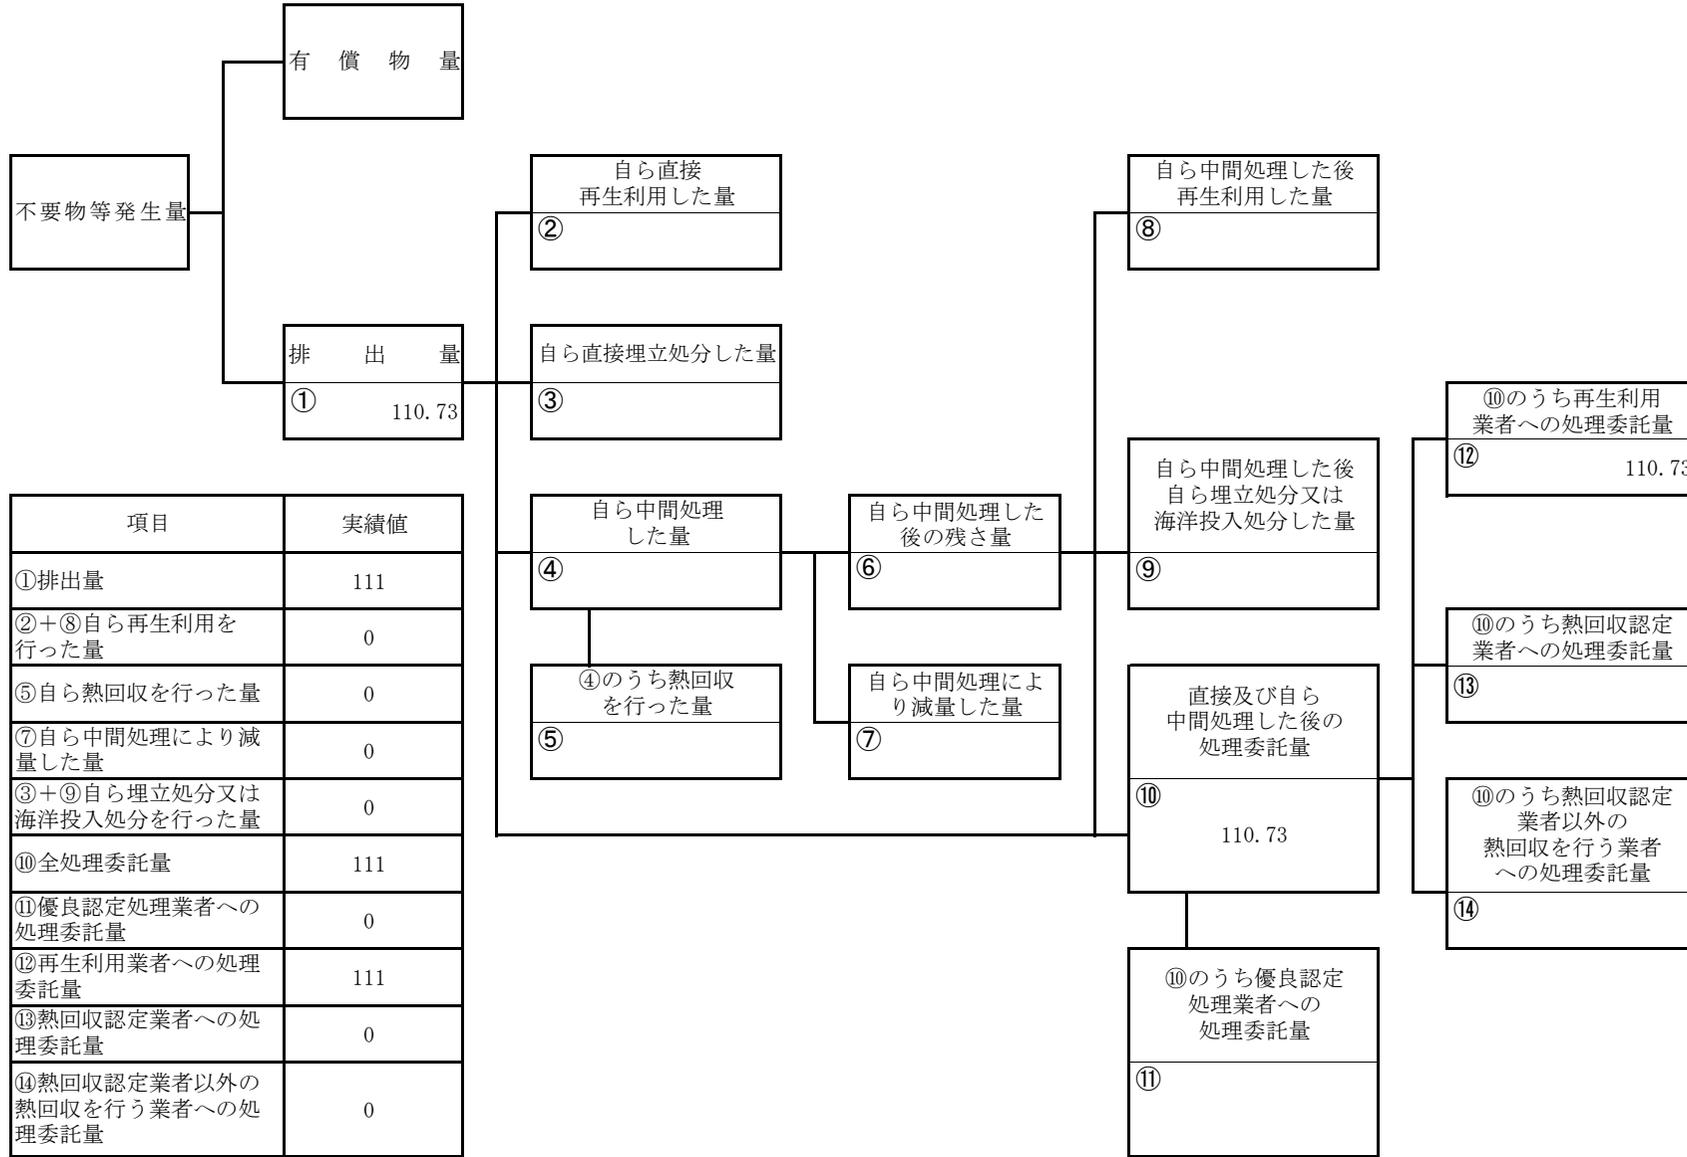 有償物量
不要物等発生量
自ら直接
再生利用した量
②
自ら中間処理した後
再生利用した量
⑧
排出量
①
110.73
自ら直接埋立処分した量
③
⑩のうち再生利用
業者への処理委託量
⑫
110.73
自ら中間処理
した量
④
自ら中間処理した
後の残さ量
⑥
自ら中間処理した後
自ら埋立処分又は
海洋投入処分した量
⑨
⑩のうち熱回収認定
業者への処理委託量
⑬
④のうち熱回収
を行った量
⑤
自ら中間処理によ
り減量した量
⑦
直接及び自ら
中間処理した後の
処理委託量
⑩
110.73
⑩のうち熱回収認定
業者以外の
熱回収を行う業者
への処理委託量
⑭
⑩のうち優良認定
処理業者への
処理委託量
⑪
項目 実績値
①排出量 111
②＋⑧自ら再生利用を
行った量 0
⑤自ら熱回収を行った量 0
⑦自ら中間処理により減
量した量 0
③＋⑨自ら埋立処分又は
海洋投入処分を行った量 0
⑩全処理委託量 111
⑪優良認定処理業者への
処理委託量 0
⑫再生利用業者への処理
委託量 111
⑬熱回収認定業者への処
理委託量 0
⑭熱回収認定業者以外の
熱回収を行う業者への処
理委託量 0